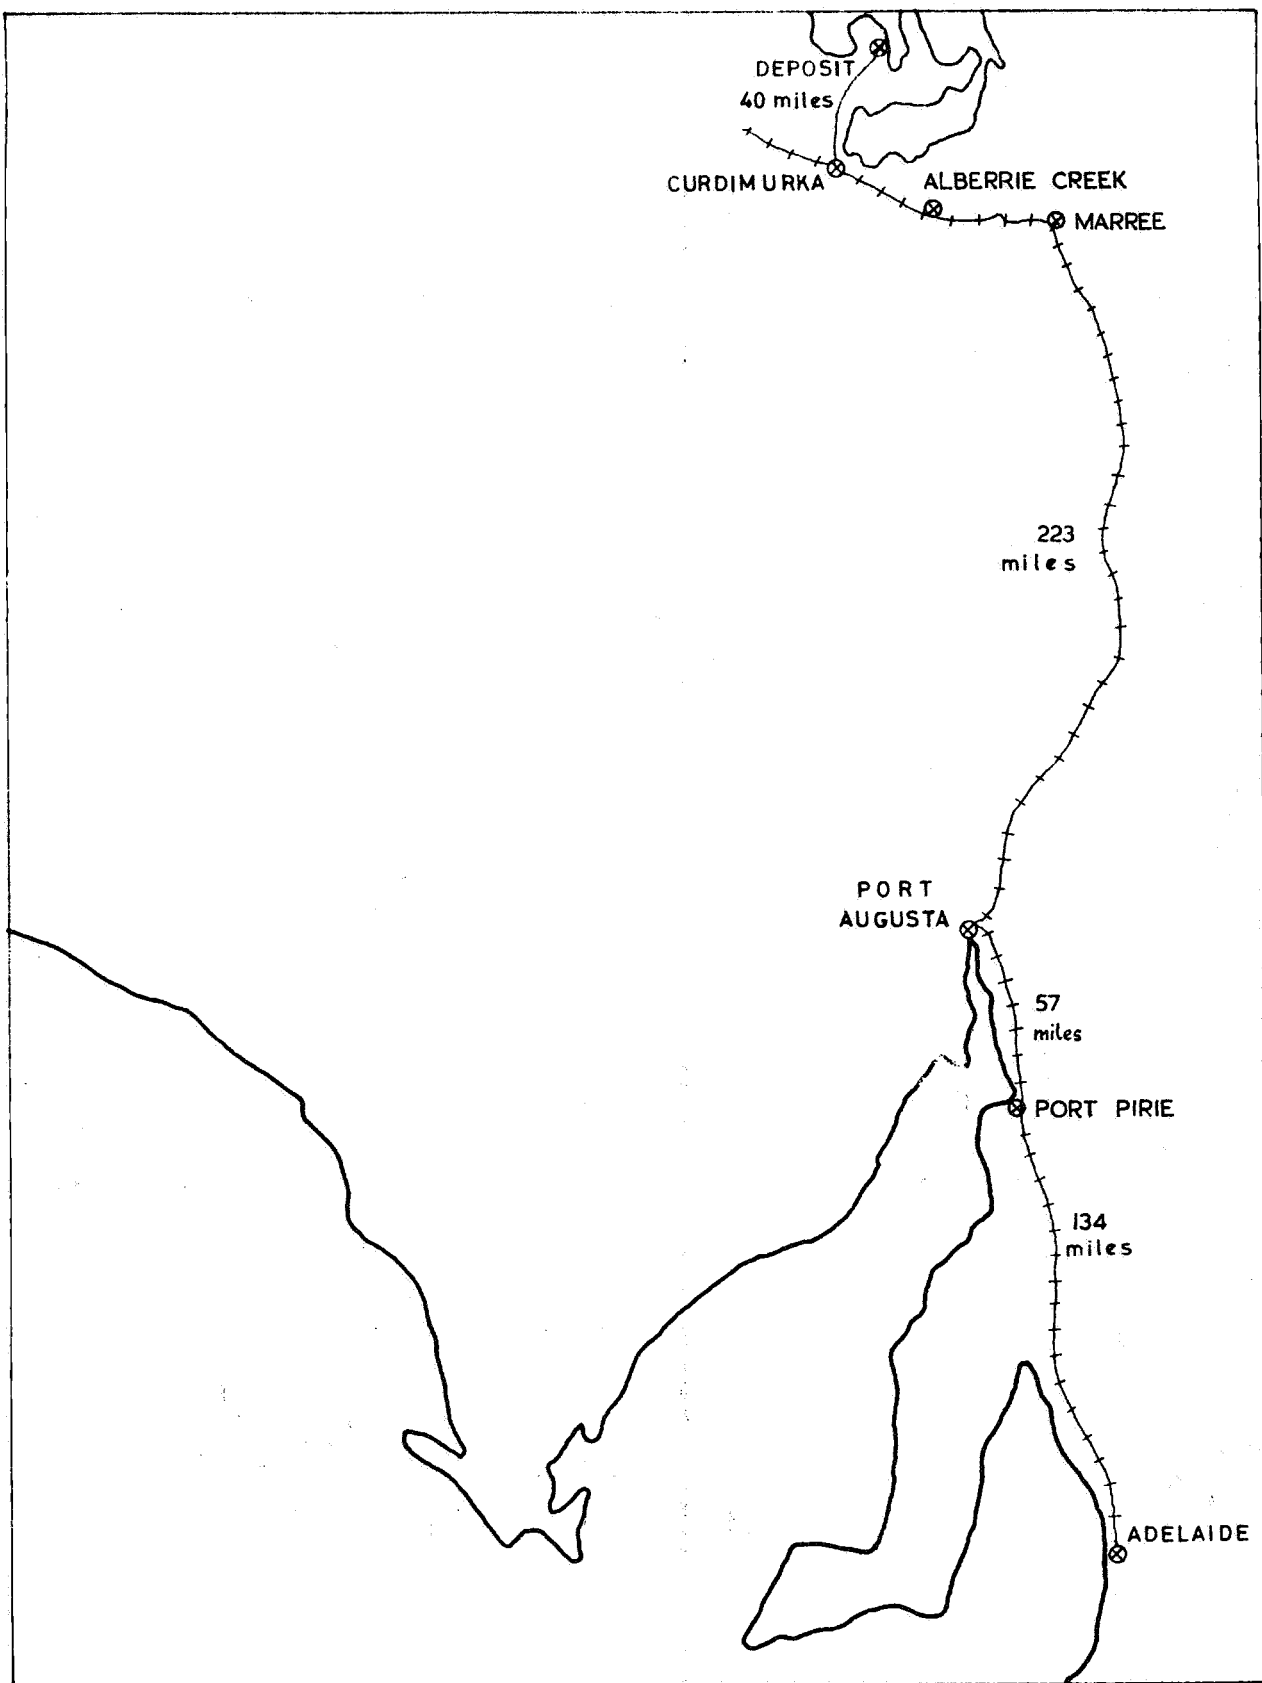 DEPOSIT
40 miles
CURDIMURKA
ALBERRIE CREEK
MARREE
223
miles
PORT
AUGUSTA
57
miles
PORT PIRIE
134
miles
ADELAIDE